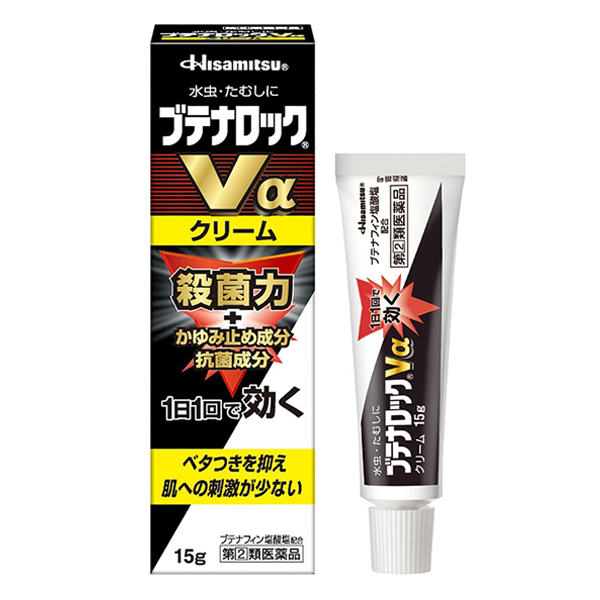 Hisamitsu®
水虫・たむしに
ブテナロック®
Vα
クリーム
殺菌力
+
かゆみ止め成分
抗菌成分
1日1回で効く
ベタつきを抑え
肌への刺激が少ない
ブテナフィン塩酸塩配合
15g
指定②類医薬品
Hisamitsu®
ブテナフィン塩酸塩
配合
指定②類医薬品
1日1回で
効く
水虫・たむしに
ブテナロック®Vα
クリーム 15g